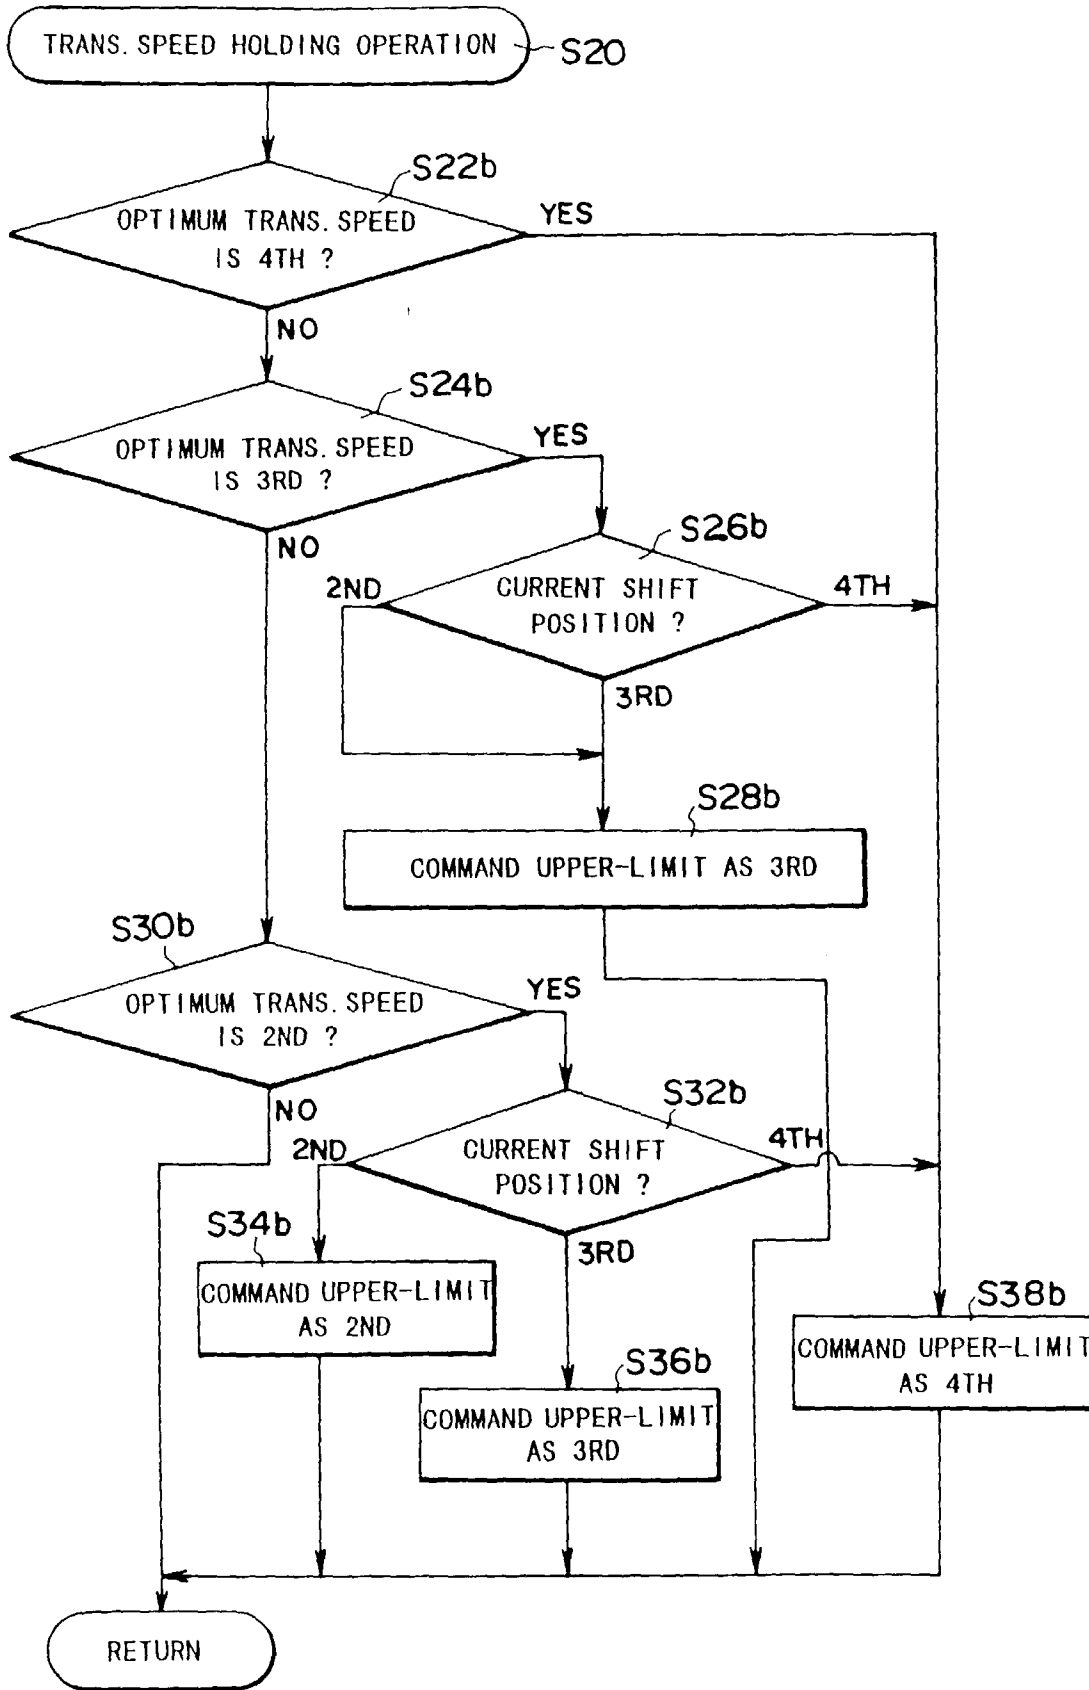 TRANS. SPEED HOLDING OPERATION
S20
S22b
OPTIMUM TRANS. SPEED
IS 4TH ?
YES
NO
S24b
OPTIMUM TRANS. SPEED
IS 3RD ?
YES
NO
S26b
CURRENT SHIFT
POSITION ?
2ND
4TH
3RD
S28b
COMMAND UPPER-LIMIT AS 3RD
S30b
OPTIMUM TRANS. SPEED
IS 2ND ?
YES
NO
S32b
CURRENT SHIFT
POSITION ?
2ND
4TH
3RD
S34b
COMMAND UPPER-LIMIT
AS 2ND
S38b
COMMAND UPPER-LIMIT
AS 4TH
S36b
COMMAND UPPER-LIMIT
AS 3RD
RETURN